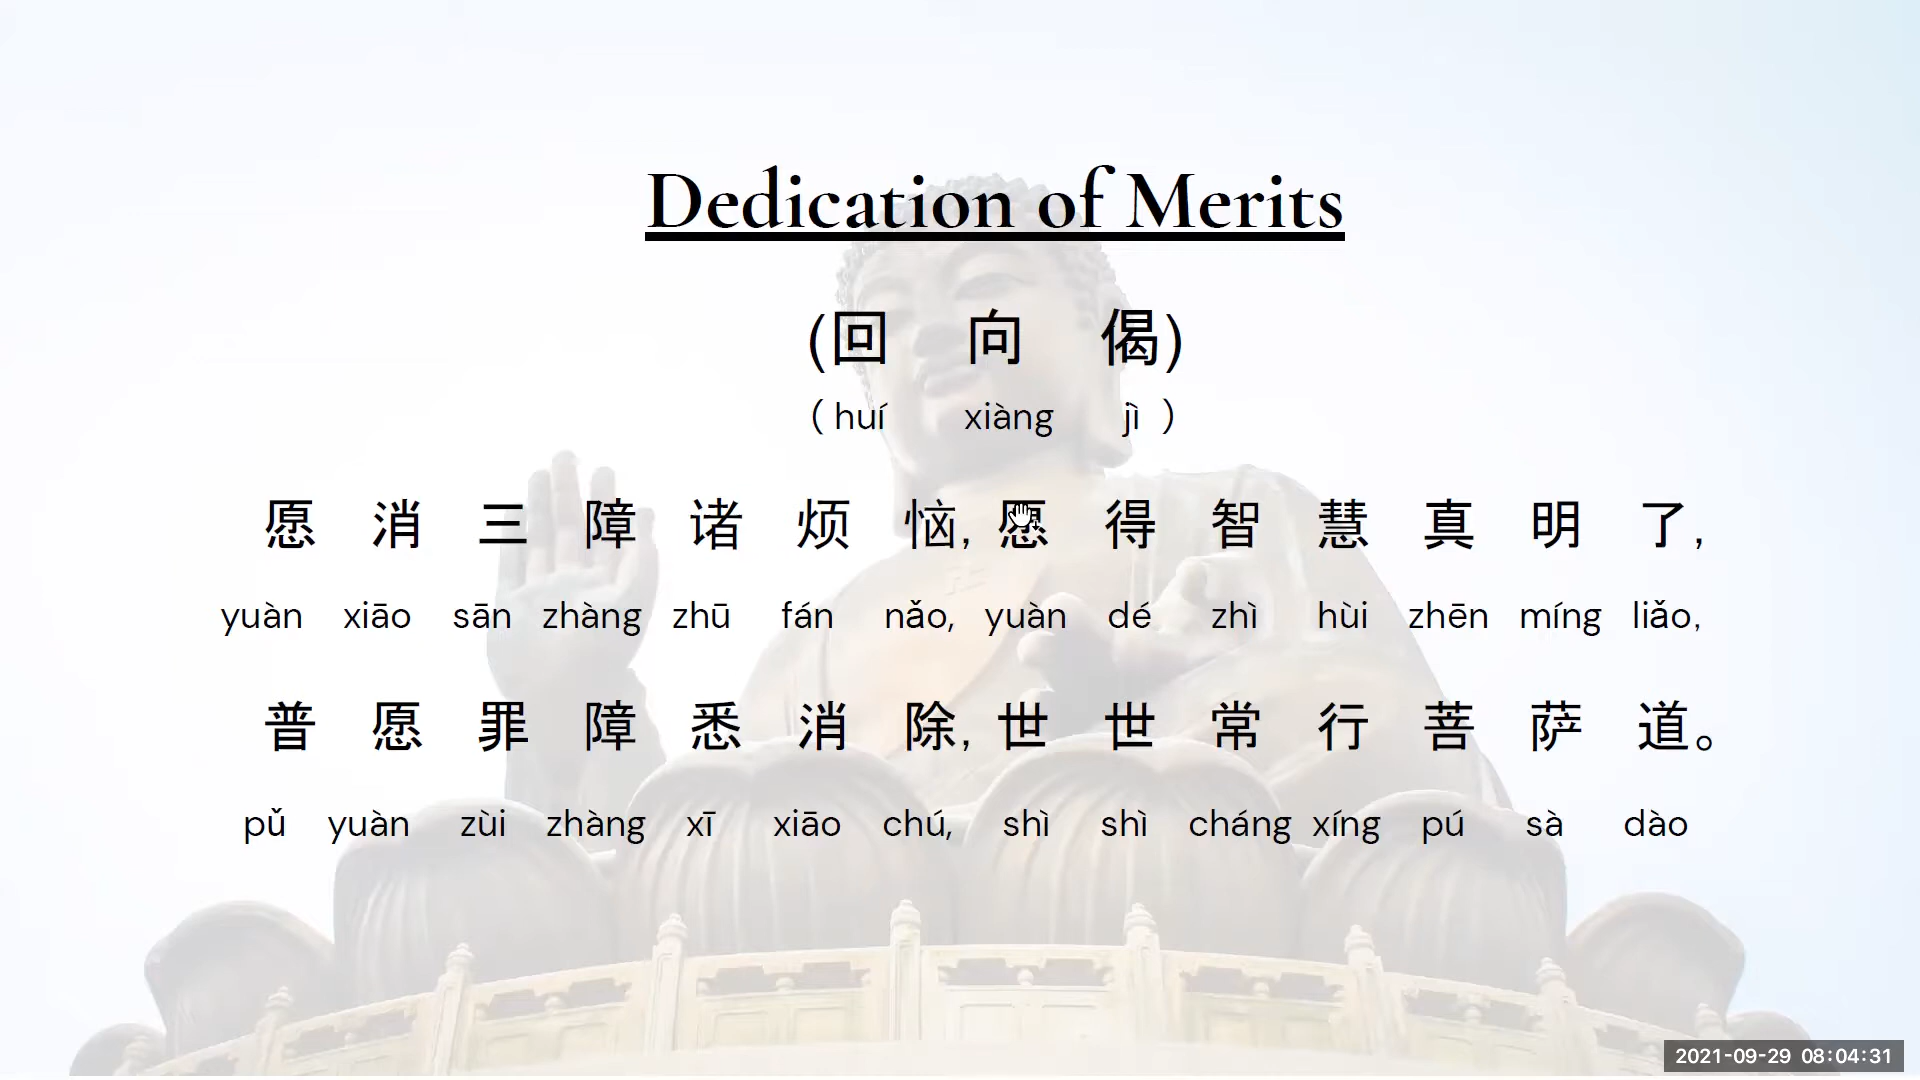 Dedication of Merits
(回 向 偈)
( huí xiàng jì )
愿 消 三 障 诸 烦 恼, 愿 得 智 慧 真 明 了,
yuàn xiāo sān zhàng zhū fán nǎo, yuàn dé zhì hùi zhēn míng liǎo,
普 愿 罪 障 悉 消 除, 世 世 常 行 菩 萨 道。
pǔ yuàn zùi zhàng xī xiāo chú, shì shì cháng xíng pú sà dào
2021-09-29 08:04:31